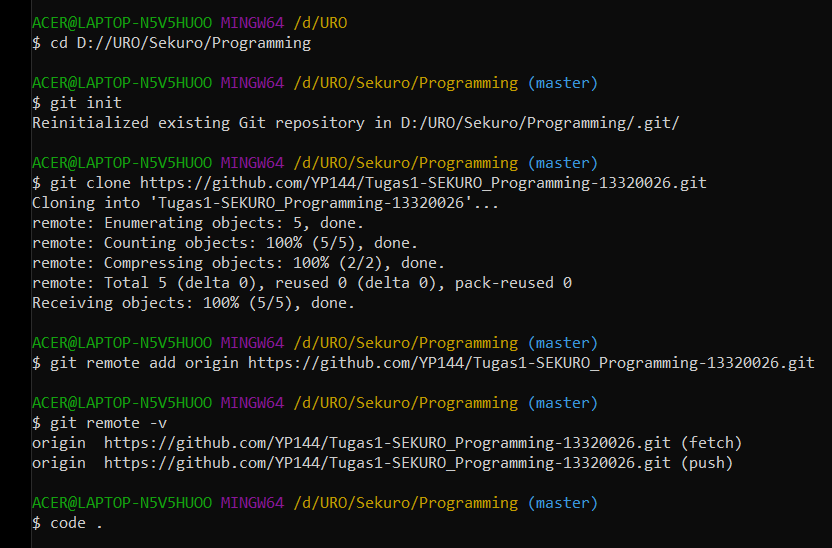 ACER@LAPTOP-N5V5HUOO MINGW64 /d/URO
$ cd D://URO/Sekuro/Programming
ACER@LAPTOP-N5V5HUOO MINGW64 /d/URO/Sekuro/Programming (master)
$ git init
Reinitialized existing Git repository in D:/URO/Sekuro/Programming/.git/
ACER@LAPTOP-N5V5HUOO MINGW64 /d/URO/Sekuro/Programming (master)
$ git clone https://github.com/YP144/Tugas1-SEKURO_Programming-13320026.git
Cloning into 'Tugas1-SEKURO_Programming-13320026'...
remote: Enumerating objects: 5, done.
remote: Counting objects: 100% (5/5), done.
remote: Compressing objects: 100% (2/2), done.
remote: Total 5 (delta 0), reused 0 (delta 0), pack-reused 0
Receiving objects: 100% (5/5), done.
ACER@LAPTOP-N5V5HUOO MINGW64 /d/URO/Sekuro/Programming (master)
$ git remote add origin https://github.com/YP144/Tugas1-SEKURO_Programming-13320026.git
ACER@LAPTOP-N5V5HUOO MINGW64 /d/URO/Sekuro/Programming (master)
$ git remote -v
origin  https://github.com/YP144/Tugas1-SEKURO_Programming-13320026.git (fetch)
origin  https://github.com/YP144/Tugas1-SEKURO_Programming-13320026.git (push)
ACER@LAPTOP-N5V5HUOO MINGW64 /d/URO/Sekuro/Programming (master)
$ code .